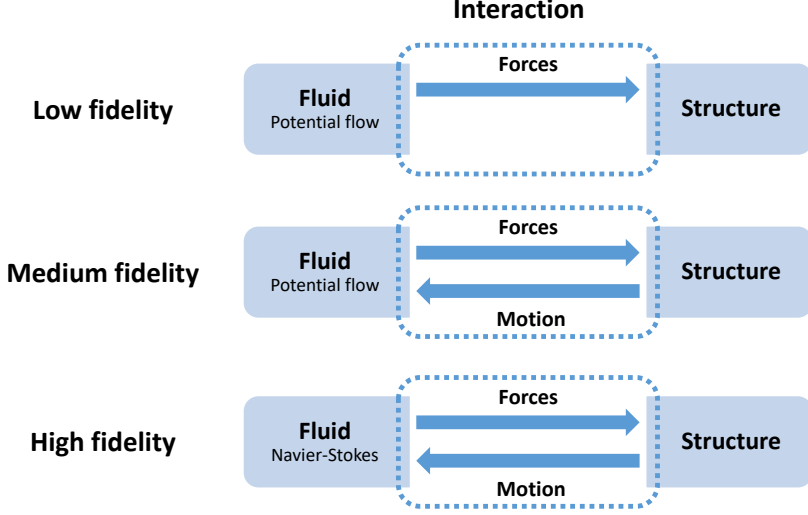 Interaction
Low fidelity
Fluid
Potential flow
Forces
Structure
Medium fidelity
Fluid
Potential flow
Forces
Motion
Structure
High fidelity
Fluid
Navier-Stokes
Forces
Motion
Structure